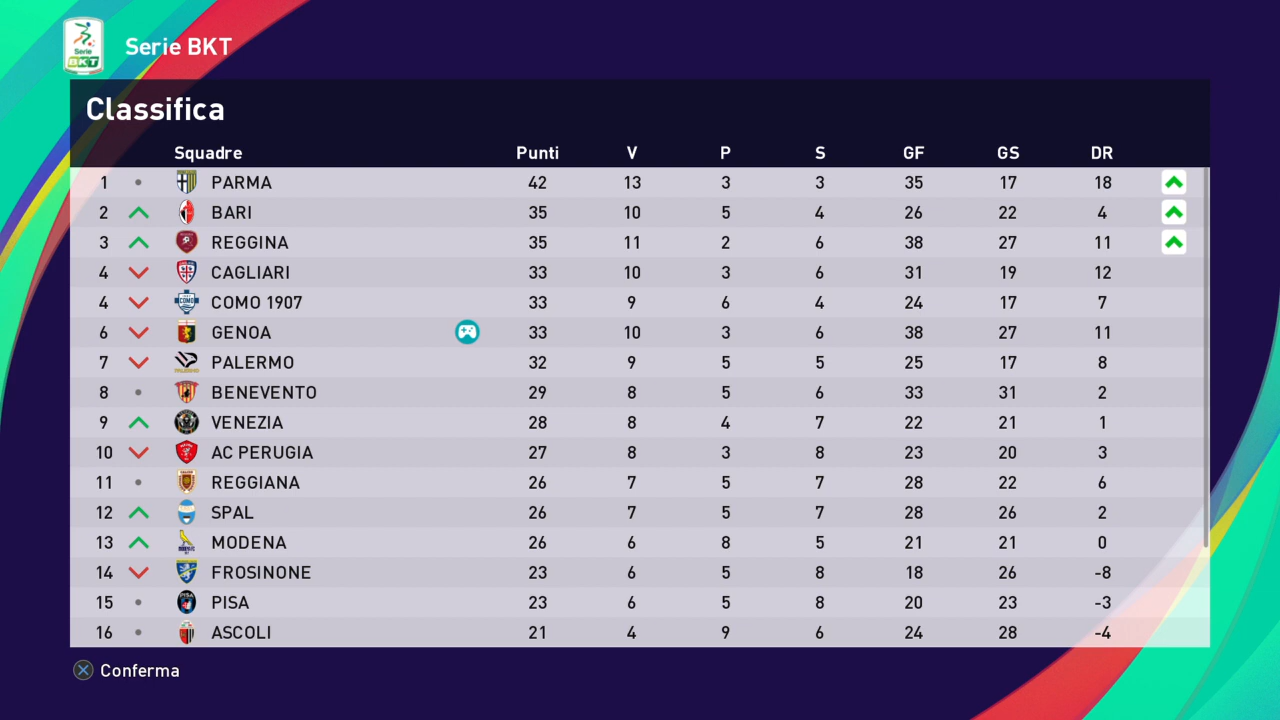 Serie BKT
Serie BKT
Classifica
Squadre Punti V P S GF GS DR
1 PARMA 42 13 3 3 35 17 18
2 BARI 35 10 5 4 26 22 4
3 REGGINA 35 11 2 6 38 27 11
4 CAGLIARI 33 10 3 6 31 19 12
4 COMO COMO 1907 33 9 6 4 24 17 7
6 GENOA 33 10 3 6 38 27 11
7 PALERMO PALERMO 32 9 5 5 25 17 8
8 BENEVENTO 29 8 5 6 33 31 2
9 VENEZIA 28 8 4 7 22 21 1
10 AC PERUGIA 27 8 3 8 23 20 3
11 REGGIANA 26 7 5 7 28 22 6
12 SPAL 26 7 5 7 28 26 2
13 MODENA 26 6 8 5 21 21 0
14 FROSINONE 23 6 5 8 18 26 -8
15 PISA PISA 23 6 5 8 20 23 -3
16 ASCOLI 21 4 9 6 24 28 -4
Conferma